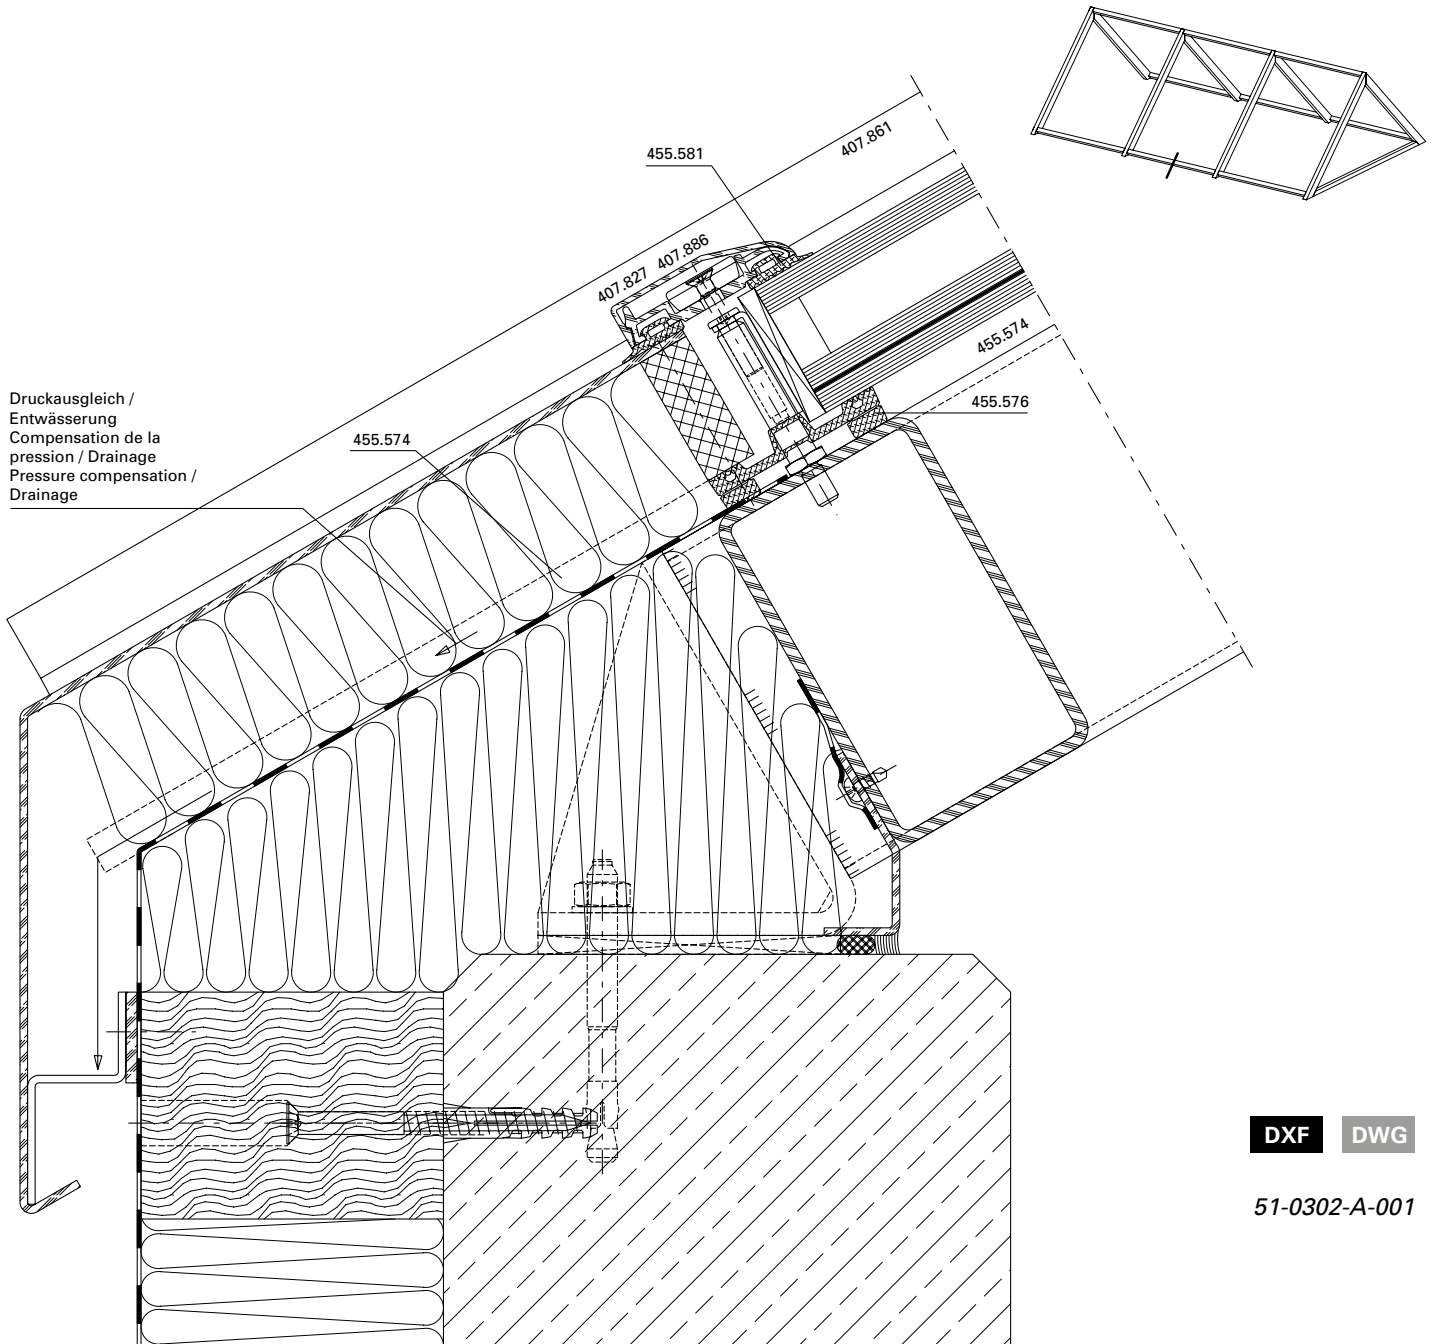 407.861
455.581
407.827 407.886
455.574
455.576
Druckausgleich /
Entwässerung
Compensation de la
pression / Drainage
Pressure compensation /
Drainage
455.574
DXF DWG
51-0302-A-001